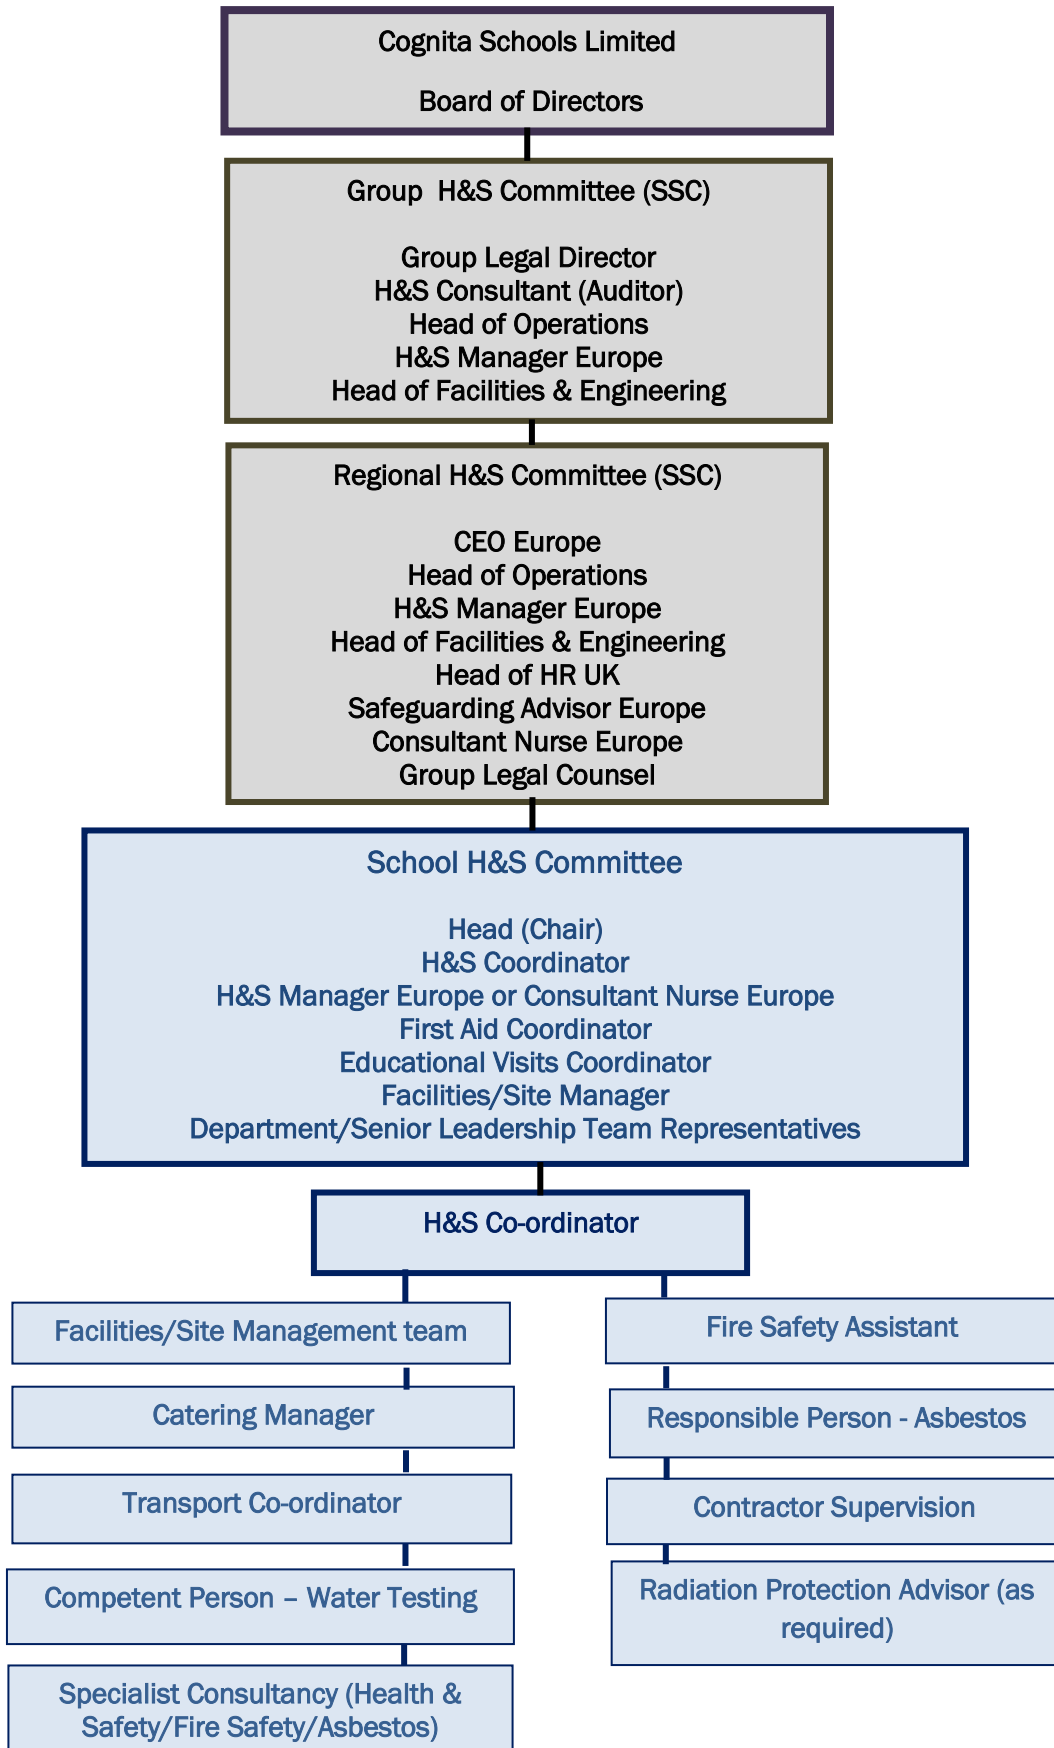 Cognita Schools Limited
Board of Directors
Group H&S Committee (SSC)
Group Legal Director
H&S Consultant (Auditor)
Head of Operations
H&S Manager Europe
Head of Facilities & Engineering
Regional H&S Committee (SSC)
CEO Europe
Head of Operations
H&S Manager Europe
Head of Facilities & Engineering
Head of HR UK
Safeguarding Advisor Europe
Consultant Nurse Europe
Group Legal Counsel
School H&S Committee
Head (Chair)
H&S Coordinator
H&S Manager Europe or Consultant Nurse Europe
First Aid Coordinator
Educational Visits Coordinator
Facilities/Site Manager
Department/Senior Leadership Team Representatives
H&S Co-ordinator
Facilities/Site Management team
Catering Manager
Transport Co-ordinator
Competent Person – Water Testing
Specialist Consultancy (Health &
Safety/Fire Safety/Asbestos)
Fire Safety Assistant
Responsible Person - Asbestos
Contractor Supervision
Radiation Protection Advisor (as
required)